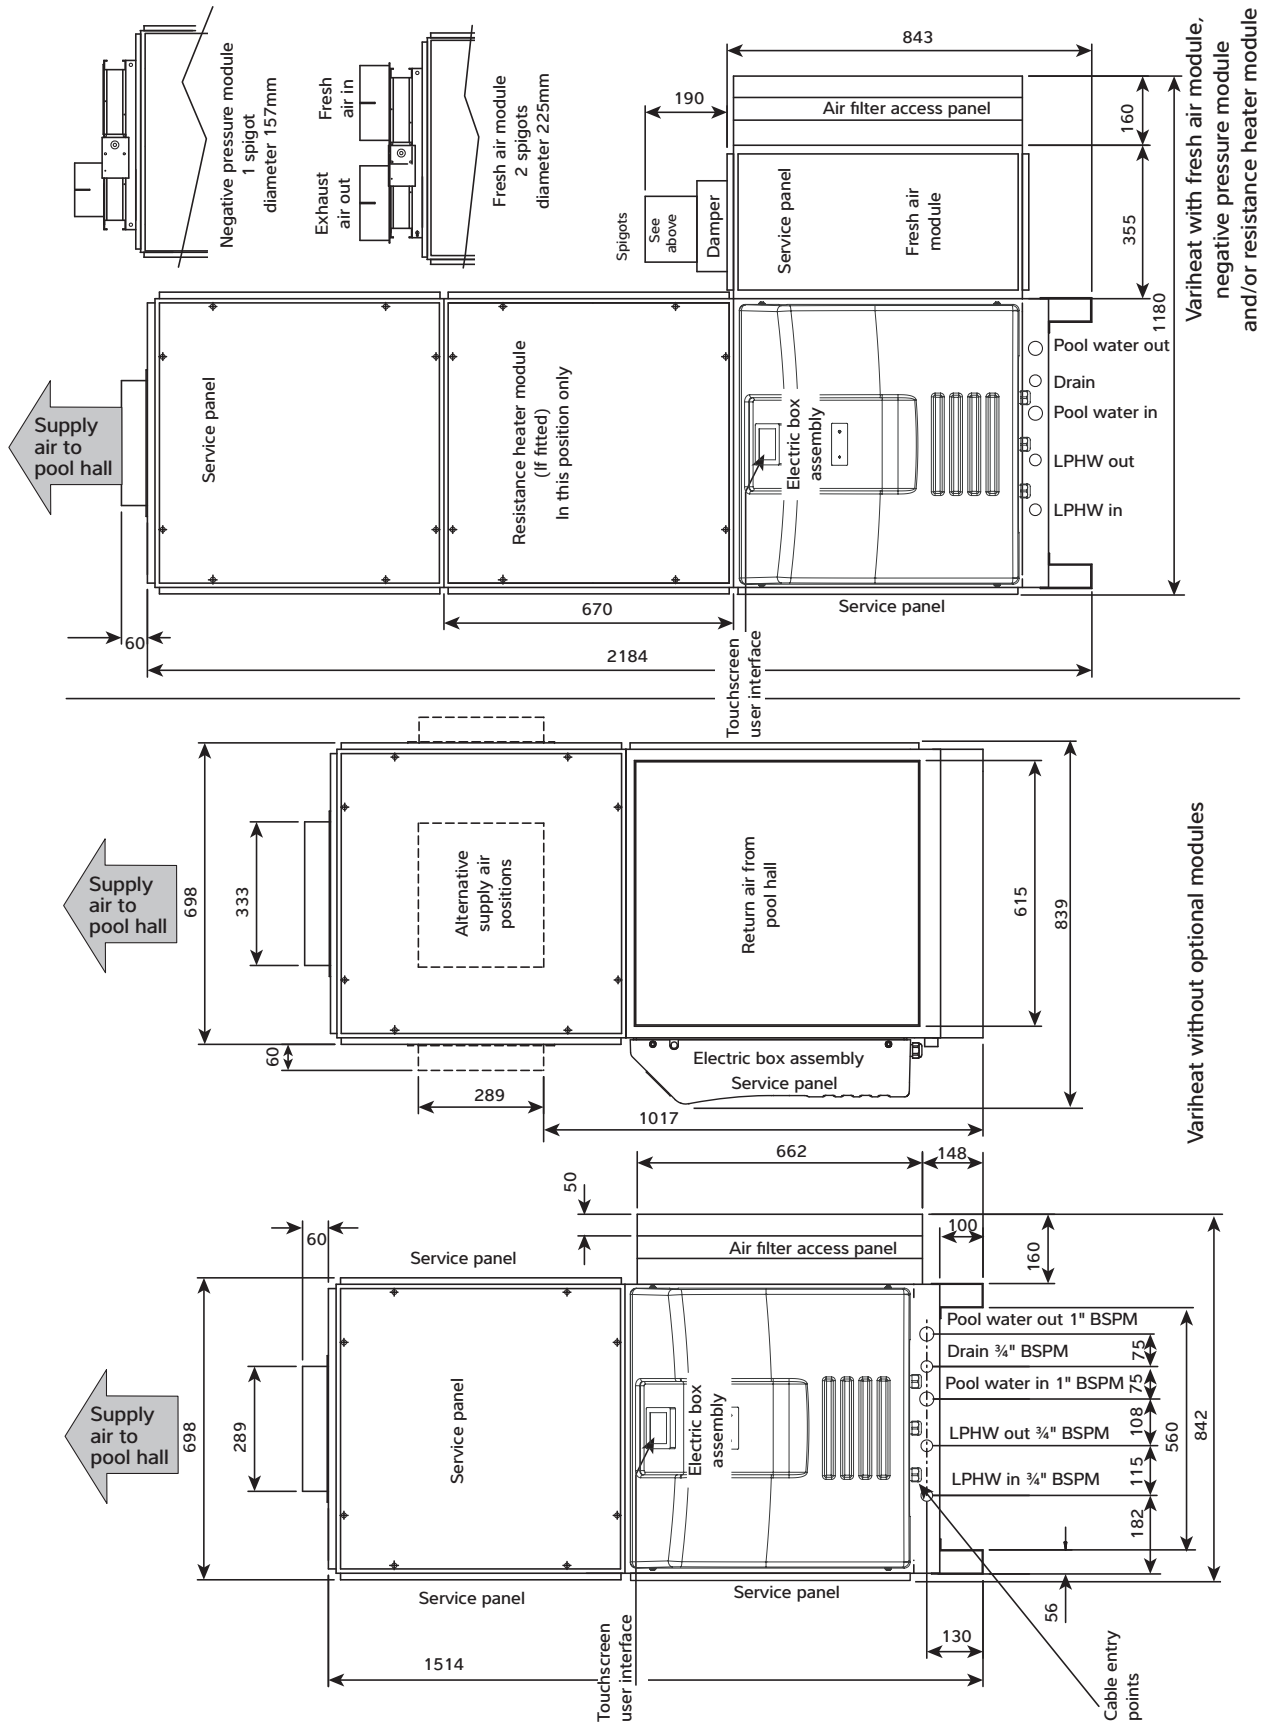 Negative pressure module
1 spigot
diameter 157mm
Exhaust
air out
Fresh
air in
Fresh air module
2 spigots
diameter 225mm
843
190
160
Air filter access panel
355
Spigots
See
above
Damper
Service panel
Fresh air
module
1180
Variheat with fresh air module,
negative pressure module
and/or resistance heater module
Supply
air to
pool hall
Service panel
Resistance heater module
(If fitted)
In this position only
Electric box
assembly
Pool water out
Drain
Pool water in
LPHW out
LPHW in
Service panel
60
670
2184
Touchscreen
user interface
Supply
air to
pool hall
698
333
Alternative
supply air
positions
Return air from
pool hall
615
839
60
289
Electric box assembly
Service panel
1017
Variheat without optional modules
662
148
50
60
Service panel
Air filter access panel
100
160
Supply
air to
pool hall
698
289
Service panel
Electric box
assembly
Pool water out 1" BSPM
Drain ¾" BSPM
Pool water in 1" BSPM
LPHW out ¾" BSPM
LPHW in ¾" BSPM
75
75
108
115
182
560
842
Service panel
Service panel
56
130
1514
Touchscreen
user interface
Cable entry
points